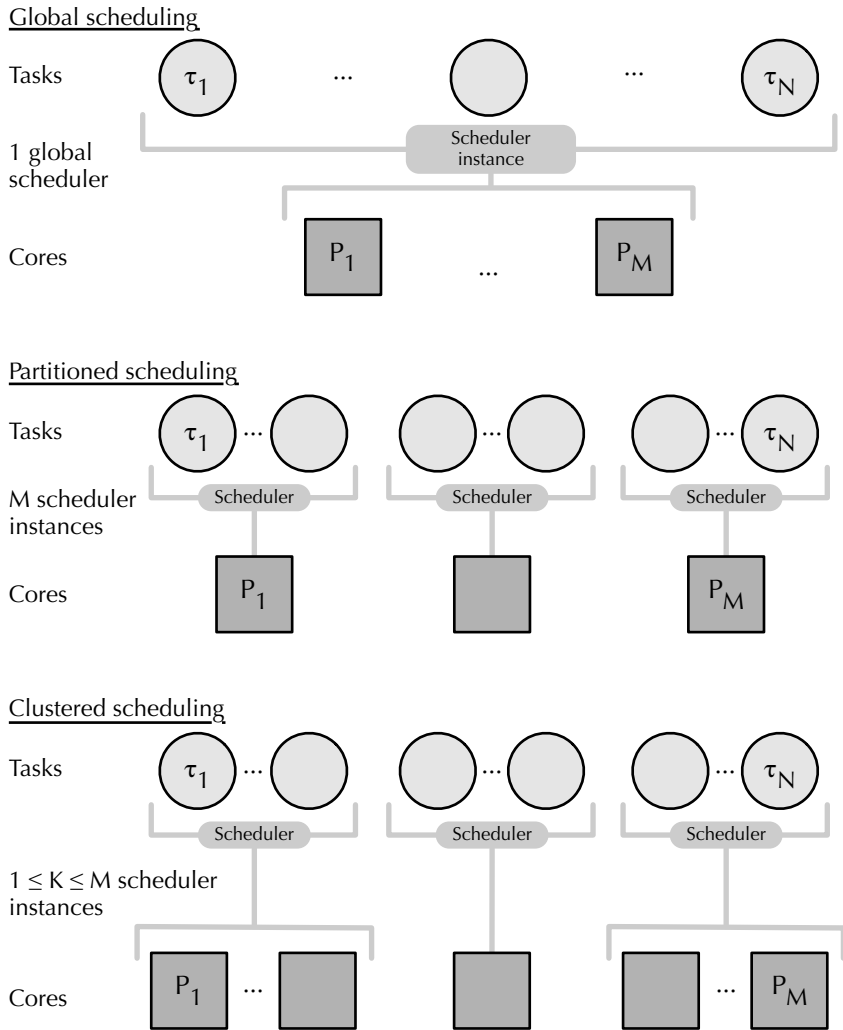 Global scheduling
Tasks
τ1 ... ... τN
Scheduler
instance
1 global
scheduler
Cores
P1 ... PM
Partitioned scheduling
Tasks
τ1 ... ... ... τN
Scheduler Scheduler Scheduler
M scheduler
instances
Cores
P1 PM
Clustered scheduling
Tasks
τ1 ... ... ... τN
Scheduler Scheduler Scheduler
1 ≤ K ≤ M scheduler
instances
Cores
P1 ... ... PM